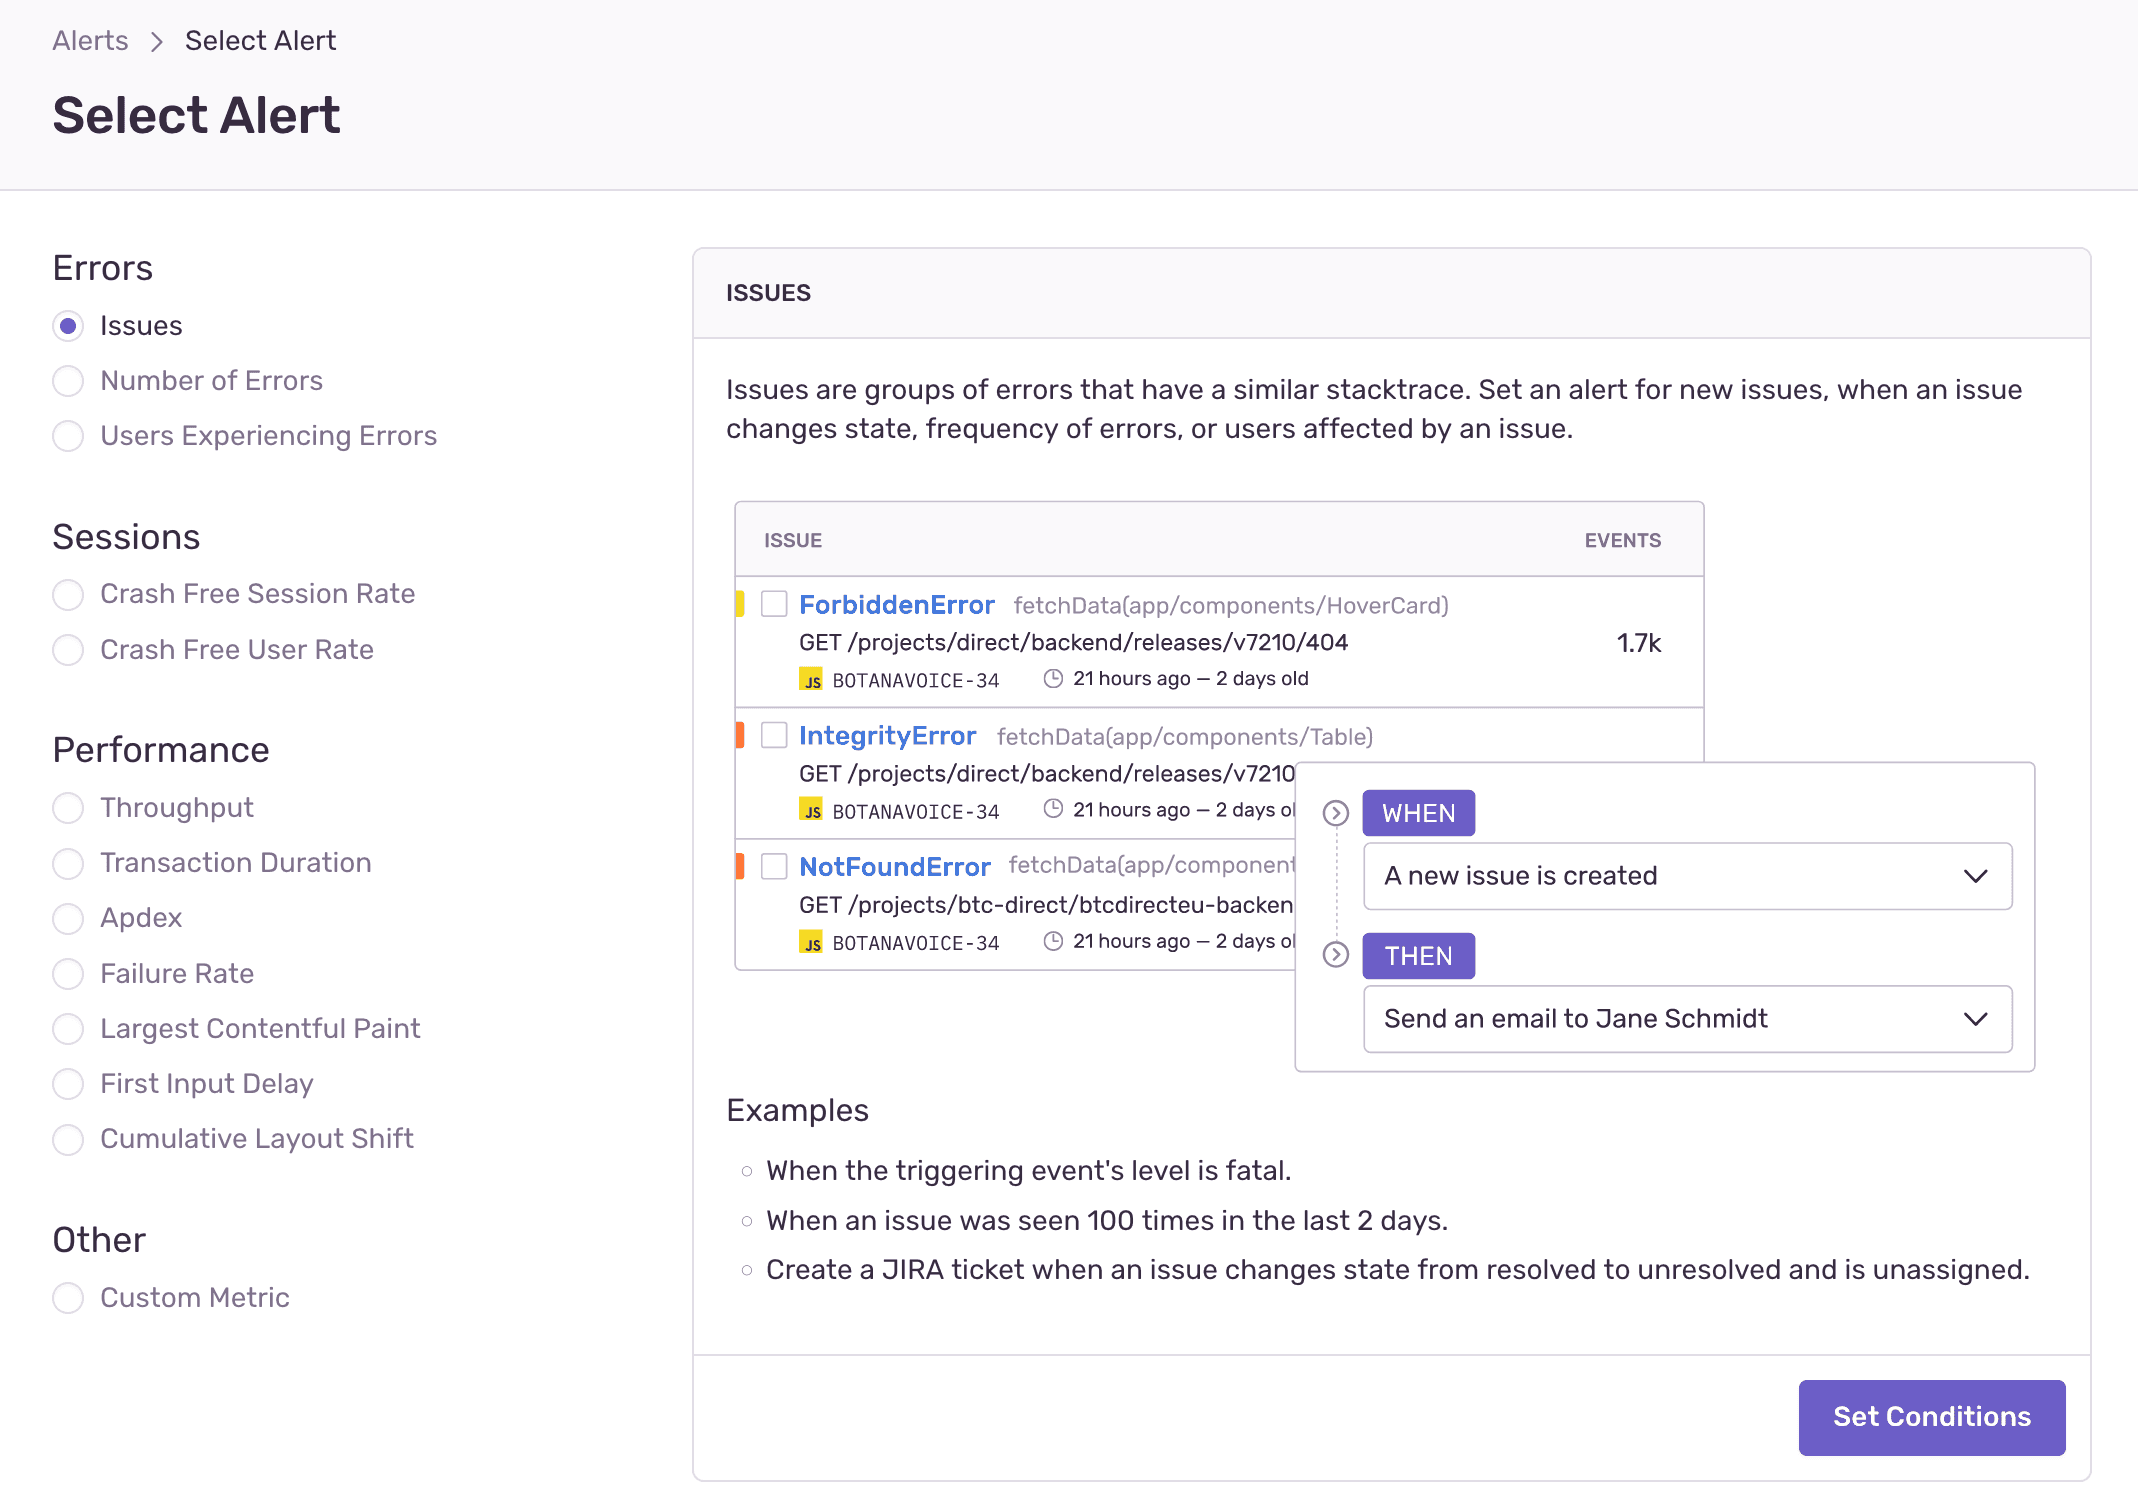 Alerts > Select Alert
Select Alert
Errors
Issues
Number of Errors
Users Experiencing Errors
Sessions
Crash Free Session Rate
Crash Free User Rate
Performance
Throughput
Transaction Duration
Apdex
Failure Rate
Largest Contentful Paint
First Input Delay
Cumulative Layout Shift
Other
Custom Metric
ISSUES
Issues are groups of errors that have a similar stacktrace. Set an alert for new issues, when an issue
changes state, frequency of errors, or users affected by an issue.
ISSUE EVENTS
ForbiddenError fetchData(app/components/HoverCard)
GET /projects/direct/backend/releases/v7210/404 1.7k
JS BOTANAVOICE-34 21 hours ago — 2 days old
IntegrityError fetchData(app/components/Table)
GET /projects/direct/backend/releases/v7210
JS BOTANAVOICE-34 21 hours ago — 2 days ol
NotFoundError fetchData(app/component
GET /projects/btc-direct/btcdirecteu-backen
JS BOTANAVOICE-34 21 hours ago — 2 days ol
WHEN
A new issue is created
THEN
Send an email to Jane Schmidt
Examples
When the triggering event's level is fatal.
When an issue was seen 100 times in the last 2 days.
Create a JIRA ticket when an issue changes state from resolved to unresolved and is unassigned.
Set Conditions